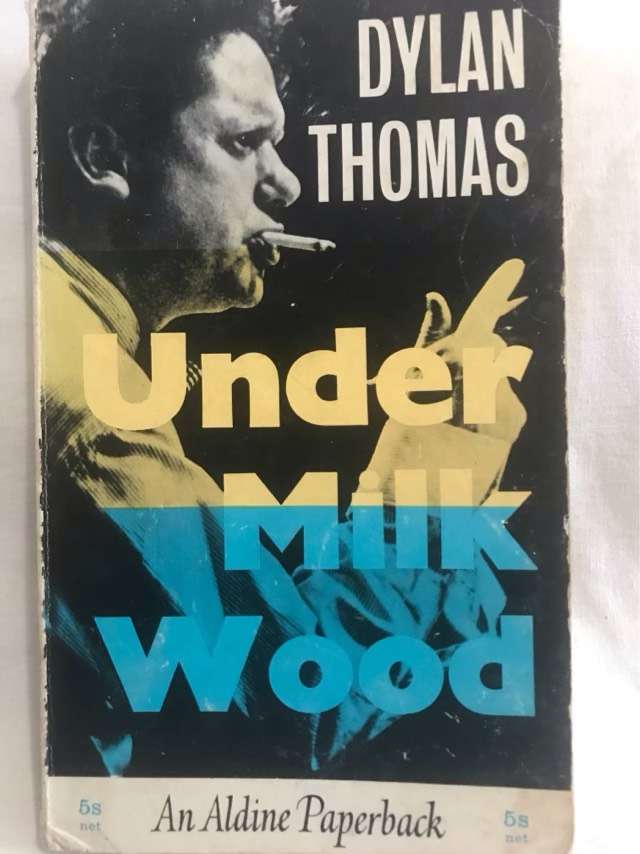 DYLAN
THOMAS
Under
Milk
Wood
5s
net
An Aldine Paperback
5s
net